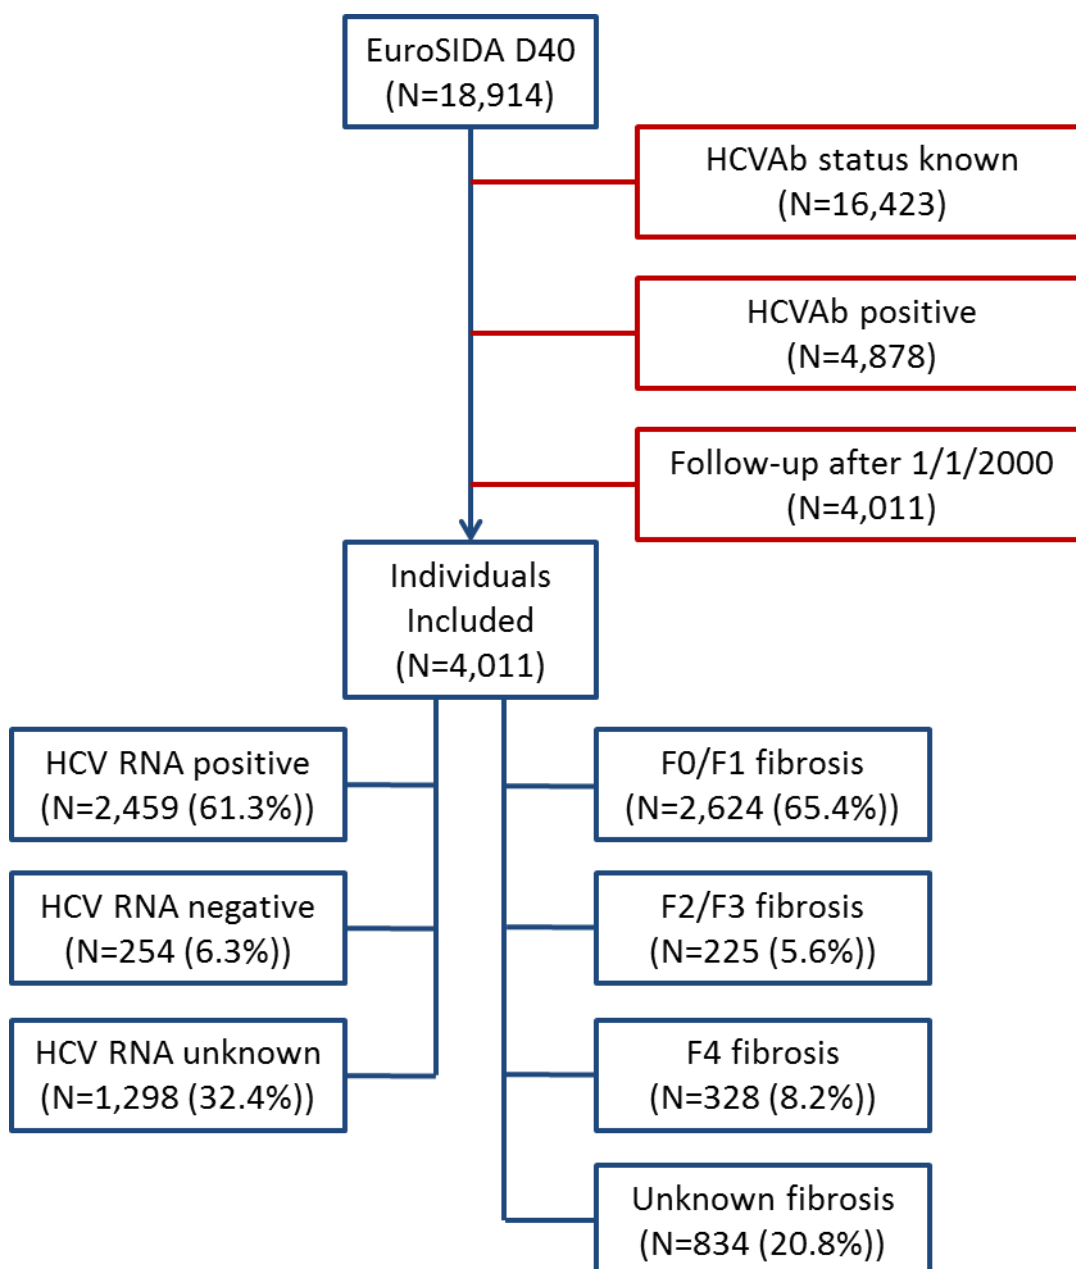 EuroSIDA D40
(N=18,914)
HCVAb status known
(N=16,423)
HCVAb positive
(N=4,878)
Follow-up after 1/1/2000
(N=4,011)
Individuals
Included
(N=4,011)
HCV RNA positive
(N=2,459 (61.3%))
HCV RNA negative
(N=254 (6.3%))
HCV RNA unknown
(N=1,298 (32.4%))
F0/F1 fibrosis
(N=2,624 (65.4%))
F2/F3 fibrosis
(N=225 (5.6%))
F4 fibrosis
(N=328 (8.2%))
Unknown fibrosis
(N=834 (20.8%))